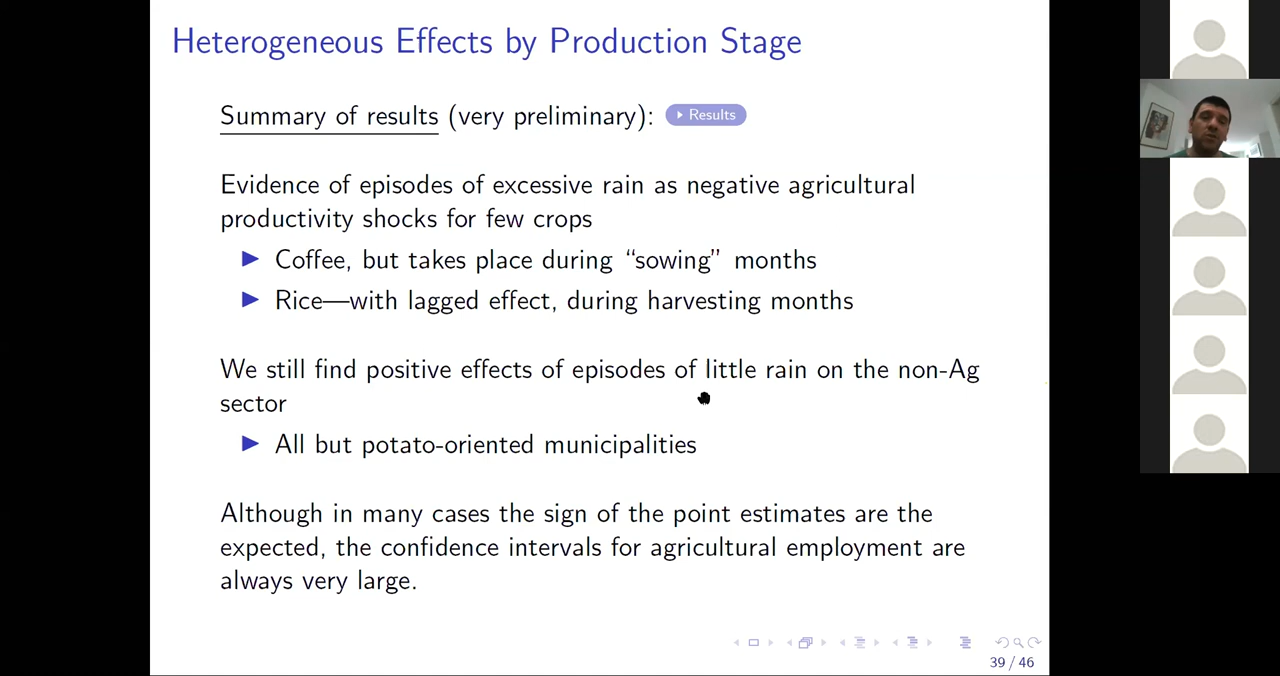 Heterogeneous Effects by Production Stage
Summary of results (very preliminary): Results
Evidence of episodes of excessive rain as negative agricultural
productivity shocks for few crops
Coffee, but takes place during “sowing” months
Rice—with lagged effect, during harvesting months
We still find positive effects of episodes of little rain on the non-Ag
sector
All but potato-oriented municipalities
Although in many cases the sign of the point estimates are the
expected, the confidence intervals for agricultural employment are
always very large.
39 / 46